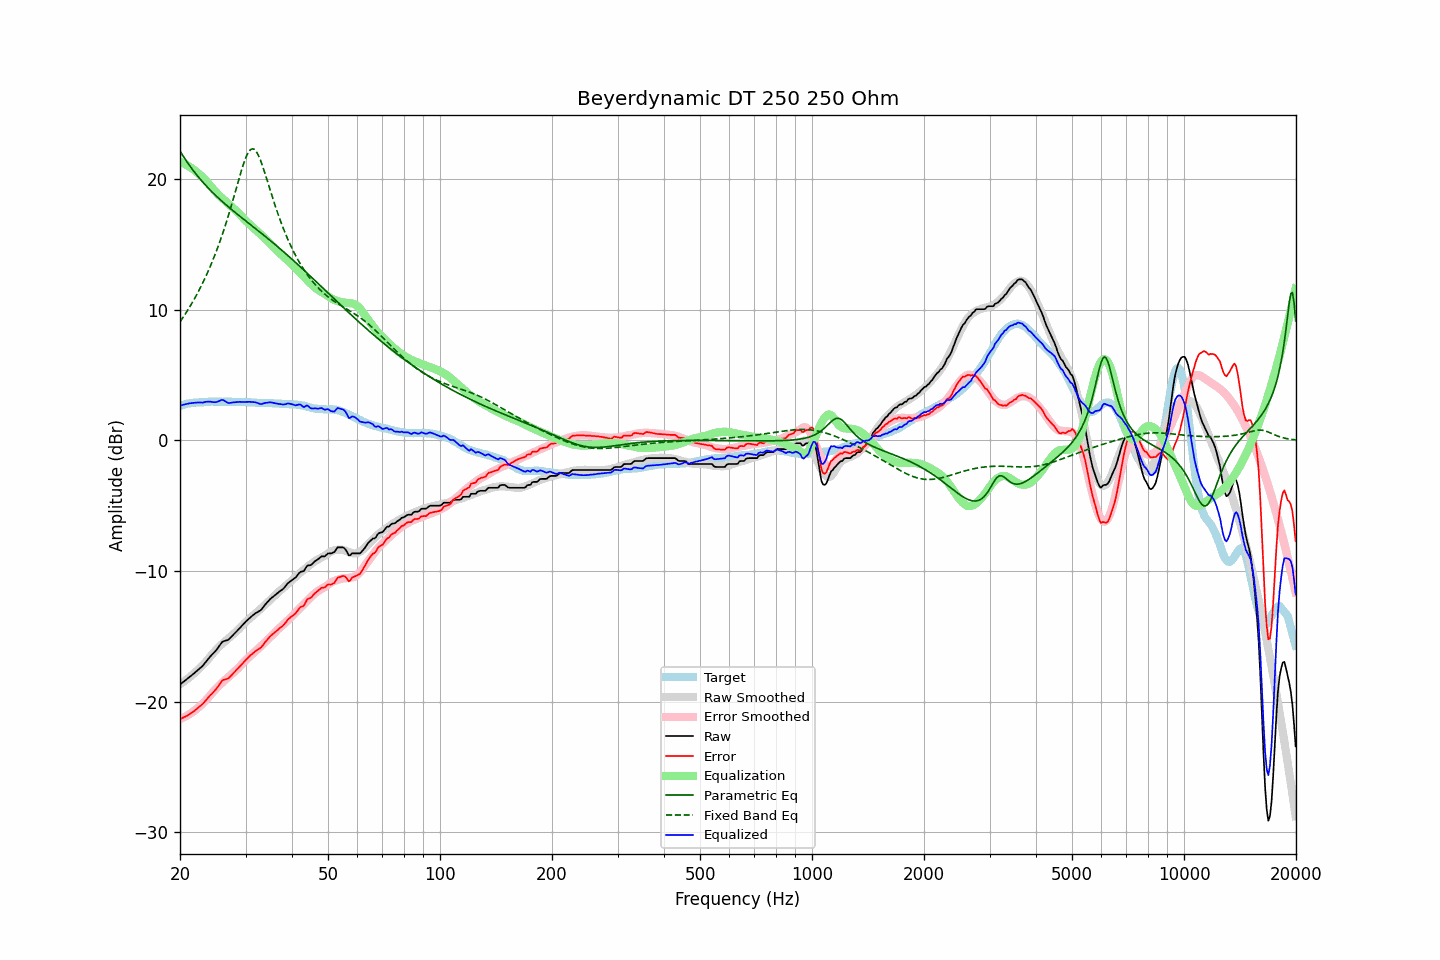 Beyerdynamic DT 250 250 Ohm
Amplitude (dBr)
20
10
0
−10
−20
−30
Target
Raw Smoothed
Error Smoothed
Raw
Error
Equalization
Parametric Eq
Fixed Band Eq
Equalized
20 50 100 200 500 1000 2000 5000 10000 20000
Frequency (Hz)